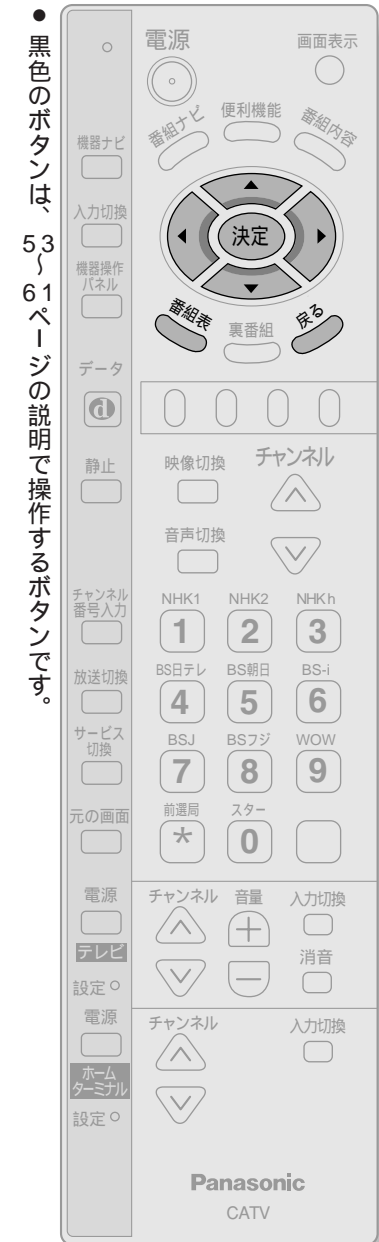 ● 黒色のボタンは、53〜61ページの説明で操作するボタンです。
電源
画面表示
番組ナビ
便利機能
番組内容
機器ナビ
入力切換
機器操作
パネル
決定
番組表
裏番組
戻る
データ
d
静止
映像切換
チャンネル
音声切換
チャンネル
番号入力
NHK1
NHK2
NHKh
1
2
3
放送切換
BS日テレ
BS朝日
BS-i
4
5
6
サービス
切換
BSJ
BSフジ
WOW
7
8
9
元の画面
前選局
スター
*
0
電源
テレビ
設定
チャンネル
音量
入力切換
+
消音
−
電源
ホーム
ターミナル
設定
チャンネル
入力切換
Panasonic
CATV